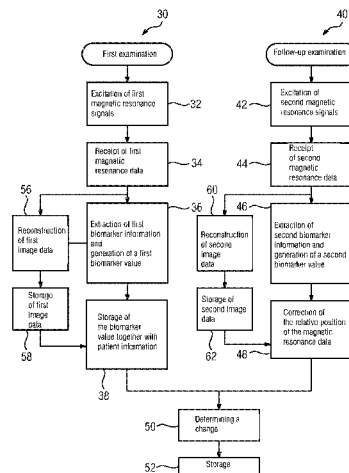 30
First examination
Excitation of first
magnetic resonance
signals
32
Receipt of first
magnetic resonance
data
34
56
36
Reconstruction
of first
image data
Extraction of first
biomarker information
and
generation of a first
biomarker value
Storage
of first
image
data
58
Storage of
the biomarker
value together with
patient information
38
40
Follow-up examination
42
Excitation of
second magnetic
resonance signals
44
Receipt
of second
magnetic
resonance data
60
46
Reconstruction
of second
image data
Extraction of
second biomarker
information and
generation of a second
biomarker value
Storage of
second image
data
62
Correction of
the relative position
of the magnetic
resonance data
48
50
Determining a
change
52
Storage